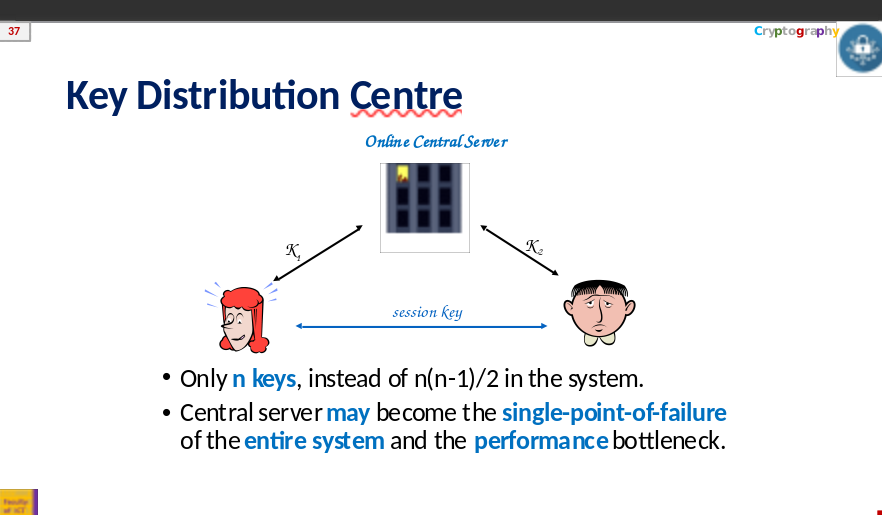 37
Cryptography
Key Distribution Centre
Online Central Server
K1
K2
session key
• Only n keys, instead of n(n-1)/2 in the system.
• Central server may become the single-point-of-failure
of the entire system and the performance bottleneck.
Faculty
of ICT